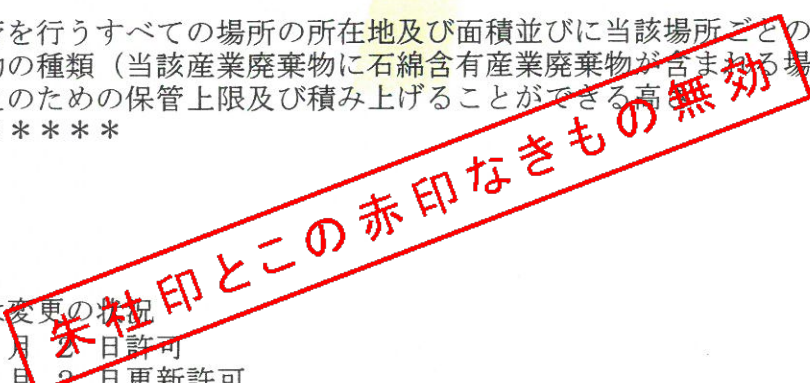 を行うすべての場所の所在地及び面積並びに当該場所ごとの
の種類（当該産業廃棄物に石綿含有産業廃棄物が含まれる場
のための保管上限及び積み上げることができる高さ
＊＊＊＊
朱社印とこの赤印なきもの無効
変更の状況
月 2 日許可
月 2 日更新許可